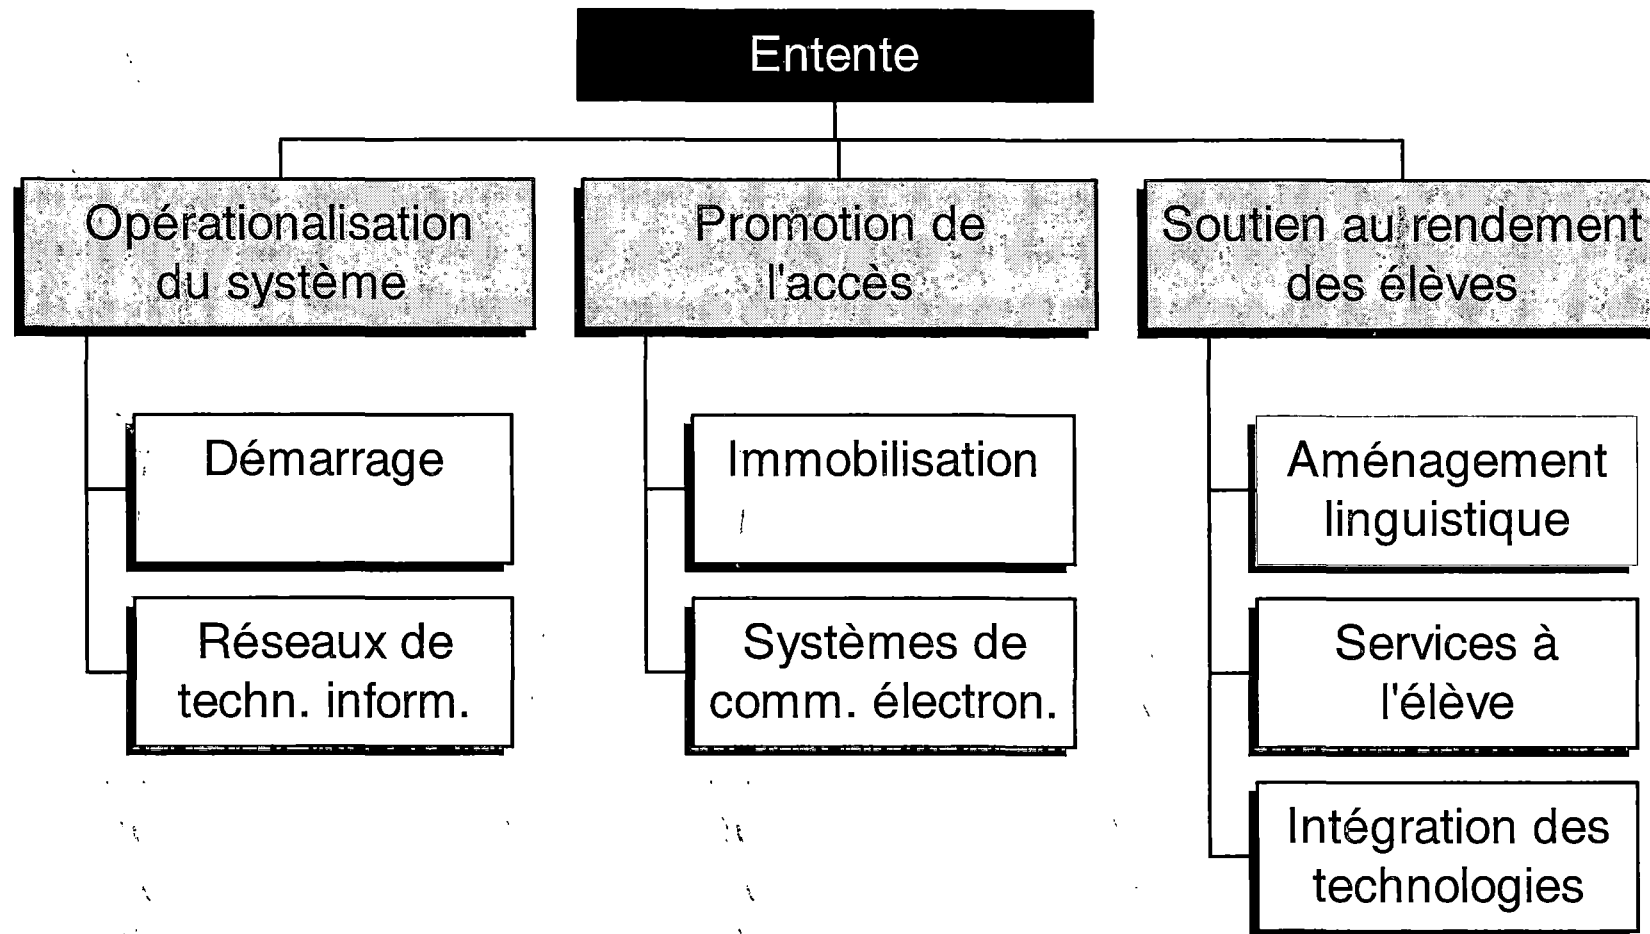 Entente
Opérationalisation
du système
Démarrage
Réseaux de
techn. inform.
Promotion de
l'accès
Immobilisation
Systèmes de
comm. électron.
Soutien au rendement
des élèves
Aménagement
linguistique
Services à
l'élève
Intégration des
technologies